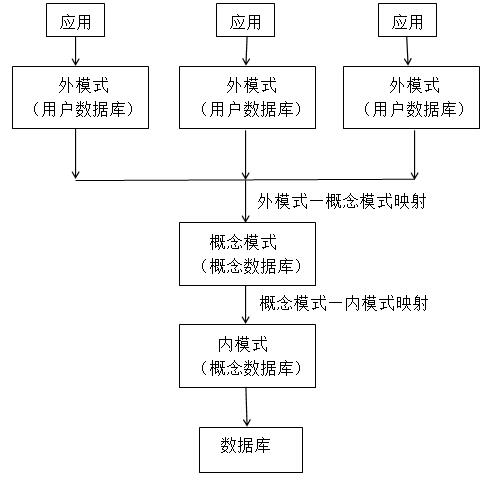 应用 应用 应用
外模式 外模式 外模式
（用户数据库） （用户数据库） （用户数据库）
外模式一概念模式映射
概念模式
（概念数据库）
概念模式一内模式映射
内模式
（概念数据库）
数据库